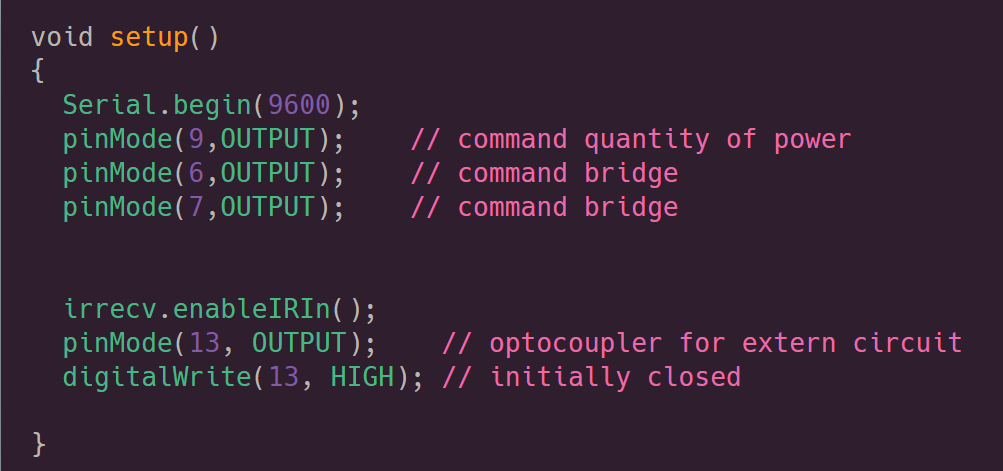 void setup()
{
  Serial.begin(9600);
  pinMode(9,OUTPUT);    // command quantity of power
  pinMode(6,OUTPUT);    // command bridge
  pinMode(7,OUTPUT);    // command bridge
  irrecv.enableIRIn();
  pinMode(13, OUTPUT);    // optocoupler for extern circuit
  digitalWrite(13, HIGH); // initially closed
}